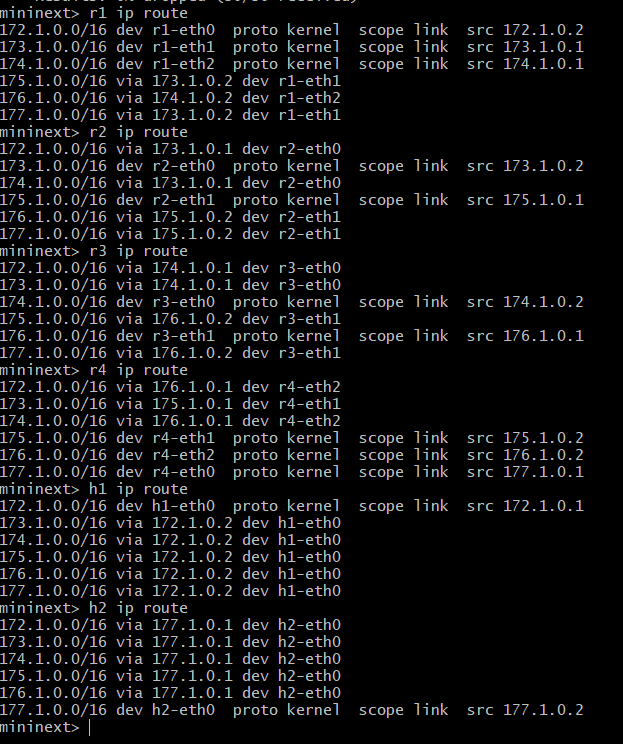 mininext> r1 ip route
172.1.0.0/16 dev r1-eth0  proto kernel  scope link  src 172.1.0.2
173.1.0.0/16 dev r1-eth1  proto kernel  scope link  src 173.1.0.1
174.1.0.0/16 dev r1-eth2  proto kernel  scope link  src 174.1.0.1
175.1.0.0/16 via 173.1.0.2 dev r1-eth1
176.1.0.0/16 via 174.1.0.2 dev r1-eth2
177.1.0.0/16 via 173.1.0.2 dev r1-eth1
mininext> r2 ip route
172.1.0.0/16 via 173.1.0.1 dev r2-eth0
173.1.0.0/16 dev r2-eth0  proto kernel  scope link  src 173.1.0.2
174.1.0.0/16 via 173.1.0.1 dev r2-eth0
175.1.0.0/16 dev r2-eth1  proto kernel  scope link  src 175.1.0.1
176.1.0.0/16 via 175.1.0.2 dev r2-eth1
177.1.0.0/16 via 175.1.0.2 dev r2-eth1
mininext> r3 ip route
172.1.0.0/16 via 174.1.0.1 dev r3-eth0
173.1.0.0/16 via 174.1.0.1 dev r3-eth0
174.1.0.0/16 dev r3-eth0  proto kernel  scope link  src 174.1.0.2
175.1.0.0/16 via 176.1.0.2 dev r3-eth1
176.1.0.0/16 dev r3-eth1  proto kernel  scope link  src 176.1.0.1
177.1.0.0/16 via 176.1.0.2 dev r3-eth1
mininext> r4 ip route
172.1.0.0/16 via 176.1.0.1 dev r4-eth2
173.1.0.0/16 via 175.1.0.1 dev r4-eth1
174.1.0.0/16 via 176.1.0.1 dev r4-eth2
175.1.0.0/16 dev r4-eth1  proto kernel  scope link  src 175.1.0.2
176.1.0.0/16 dev r4-eth2  proto kernel  scope link  src 176.1.0.2
177.1.0.0/16 dev r4-eth0  proto kernel  scope link  src 177.1.0.1
mininext> h1 ip route
172.1.0.0/16 dev h1-eth0  proto kernel  scope link  src 172.1.0.1
173.1.0.0/16 via 172.1.0.2 dev h1-eth0
174.1.0.0/16 via 172.1.0.2 dev h1-eth0
175.1.0.0/16 via 172.1.0.2 dev h1-eth0
176.1.0.0/16 via 172.1.0.2 dev h1-eth0
177.1.0.0/16 via 172.1.0.2 dev h1-eth0
mininext> h2 ip route
172.1.0.0/16 via 177.1.0.1 dev h2-eth0
173.1.0.0/16 via 177.1.0.1 dev h2-eth0
174.1.0.0/16 via 177.1.0.1 dev h2-eth0
175.1.0.0/16 via 177.1.0.1 dev h2-eth0
176.1.0.0/16 via 177.1.0.1 dev h2-eth0
177.1.0.0/16 dev h2-eth0  proto kernel  scope link  src 177.1.0.2
mininext>